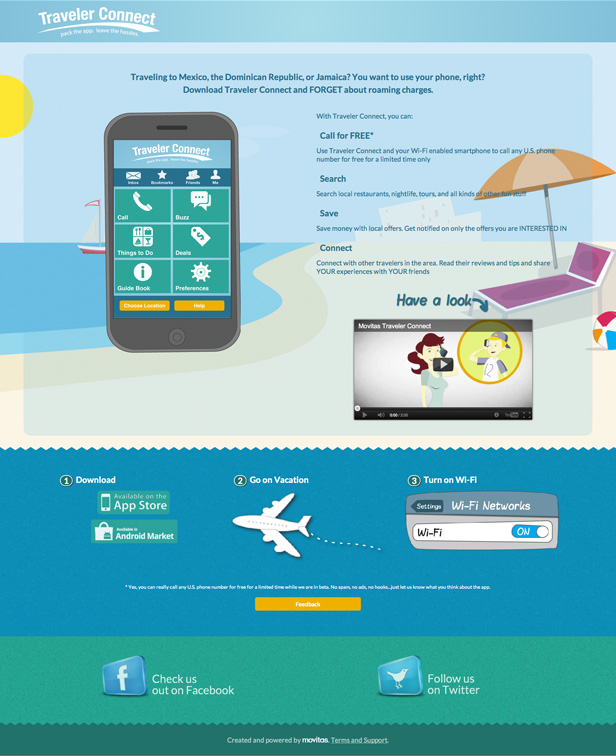 Traveler Connect
pack the app. leave the hassles.
Traveling to Mexico, the Dominican Republic, or Jamaica? You want to use your phone, right?
Download Traveler Connect and FORGET about roaming charges.
With Traveler Connect, you can:
Call for FREE*
Use Traveler Connect and your Wi-Fi enabled smartphone to call any U.S. phone
number for free for a limited time only
Search
Search local restaurants, nightlife, tours, and all kinds of other fun stuff
Save
Save money with local offers. Get notified on only the offers you are INTERESTED IN
Connect
Connect with other travelers in the area. Read their reviews and tips and share
YOUR experiences with YOUR friends
Traveler Connect
pack the app. leave the hassles.
Inbox Bookmarks Friends Me
Call Buzz
Things to Do Deals
Guide Book Preferences
Choose Location Help
Have a look
Movitas Traveler Connect
YouTube
1 Download
Available on the
App Store
Available in
Android Market
2 Go on Vacation
3 Turn on Wi-Fi
Settings Wi-Fi Networks
Wi-Fi ON
* Yes, you can really call any U.S. phone number for free for a limited time while we are in beta. No spam, no ads, no hooks...just let us know what you think about the app.
Feedback
f Check us
out on Facebook
Follow us
on Twitter
Created and powered by movitas. Terms and Support.